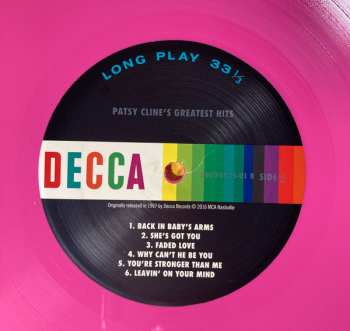 LONG PLAY 33 1/3
PATSY CLINE'S GREATEST HITS
DECCA
SIDE
Originally released in 1967 by Decca Records © 2016 MCA Nashville
1. BACK IN BABY'S ARMS
2. SHE'S GOT YOU
3. FADED LOVE
4. WHY CAN'T HE BE YOU
5. YOU'RE STRONGER THAN ME
6. LEAVIN' ON YOUR MIND